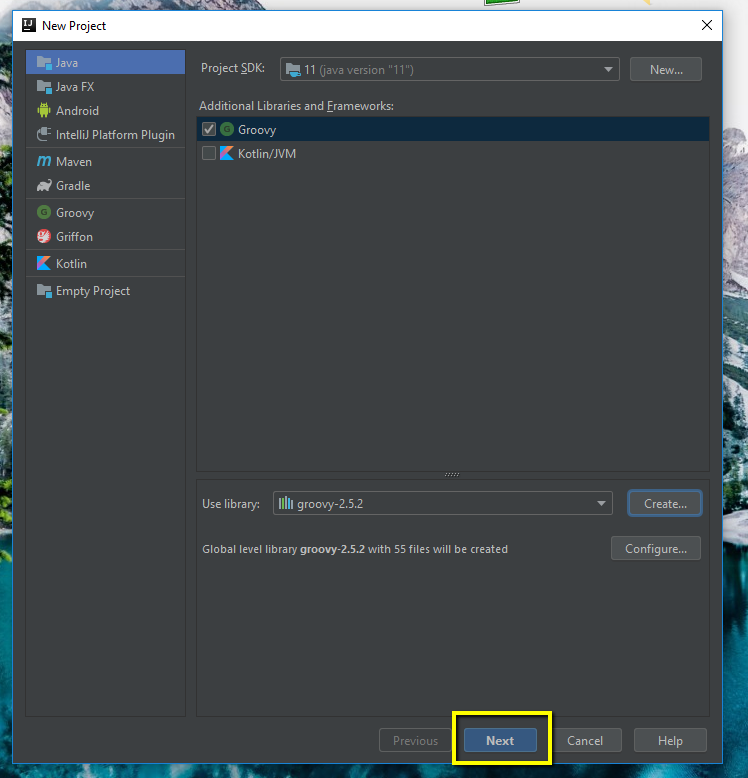 New Project
Java
Java FX
Android
IntelliJ Platform Plugin
Maven
Gradle
Groovy
Griffon
Kotlin
Empty Project
Project SDK: 11 (java version "11") New...
Additional Libraries and Frameworks:
Groovy
Kotlin/JVM
Use library: groovy-2.5.2 Create...
Global level library groovy-2.5.2 with 55 files will be created Configure...
Previous Next Cancel Help